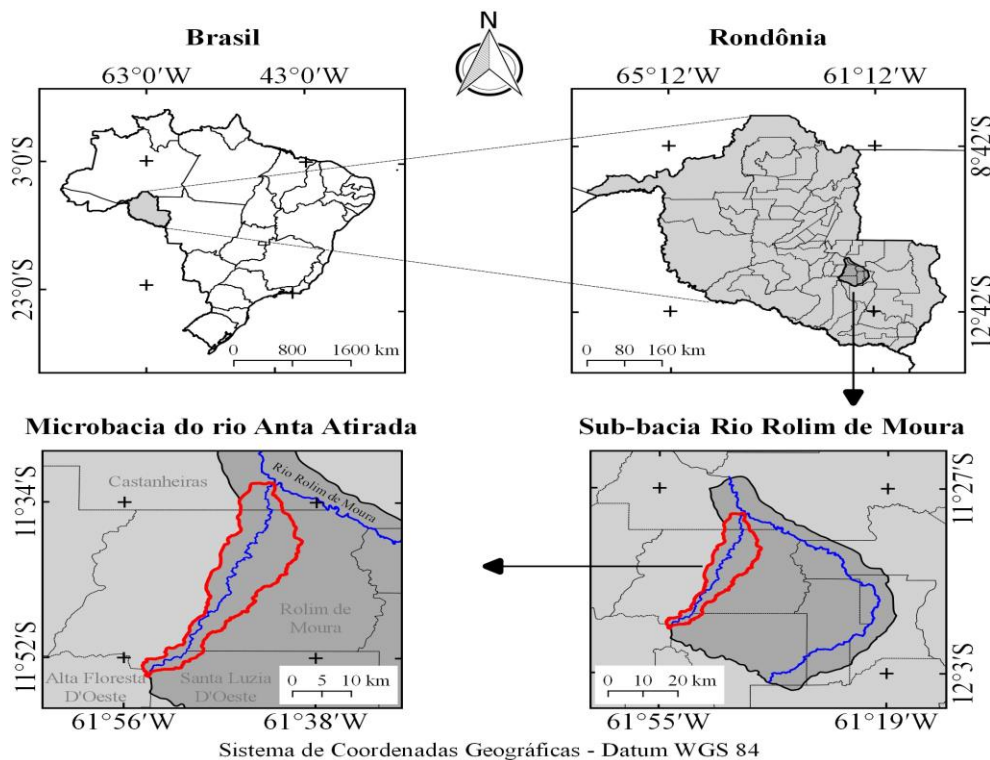 N
Brasil
63°0'W 43°0'W
3°0'S
23°0'S
0 800 1600 km
Rondônia
65°12'W 61°12'W
8°42'S
12°42'S
0 80 160 km
Microbacia do rio Anta Atirada
11°34'S
11°52'S
Castanheiras
Rio Rolim de Moura
Rolim de
Moura
Alta Floresta
D'Oeste
Santa Luzia
D'Oeste
0 5 10 km
61°56'W 61°38'W
Sub-bacia Rio Rolim de Moura
11°27'S
12°3'S
0 10 20 km
61°55'W 61°19'W
Sistema de Coordenadas Geográficas - Datum WGS 84